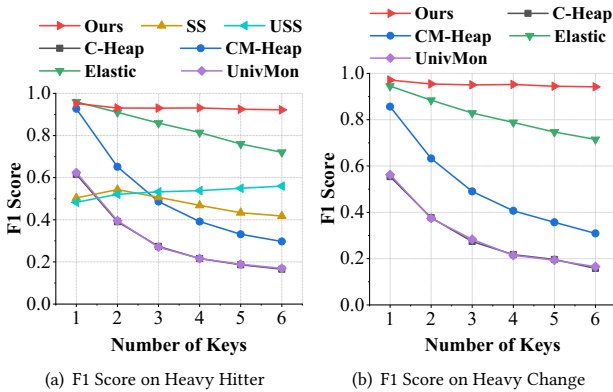 Ours SS USS
C-Heap CM-Heap
Elastic UnivMon
1.0
0.8
0.6
0.4
0.2
0.0
F1 Score
1 2 3 4 5 6
Number of Keys
(a) F1 Score on Heavy Hitter
Ours C-Heap
CM-Heap Elastic
UnivMon
1.0
0.8
0.6
0.4
0.2
0.0
F1 Score
1 2 3 4 5 6
Number of Keys
(b) F1 Score on Heavy Change